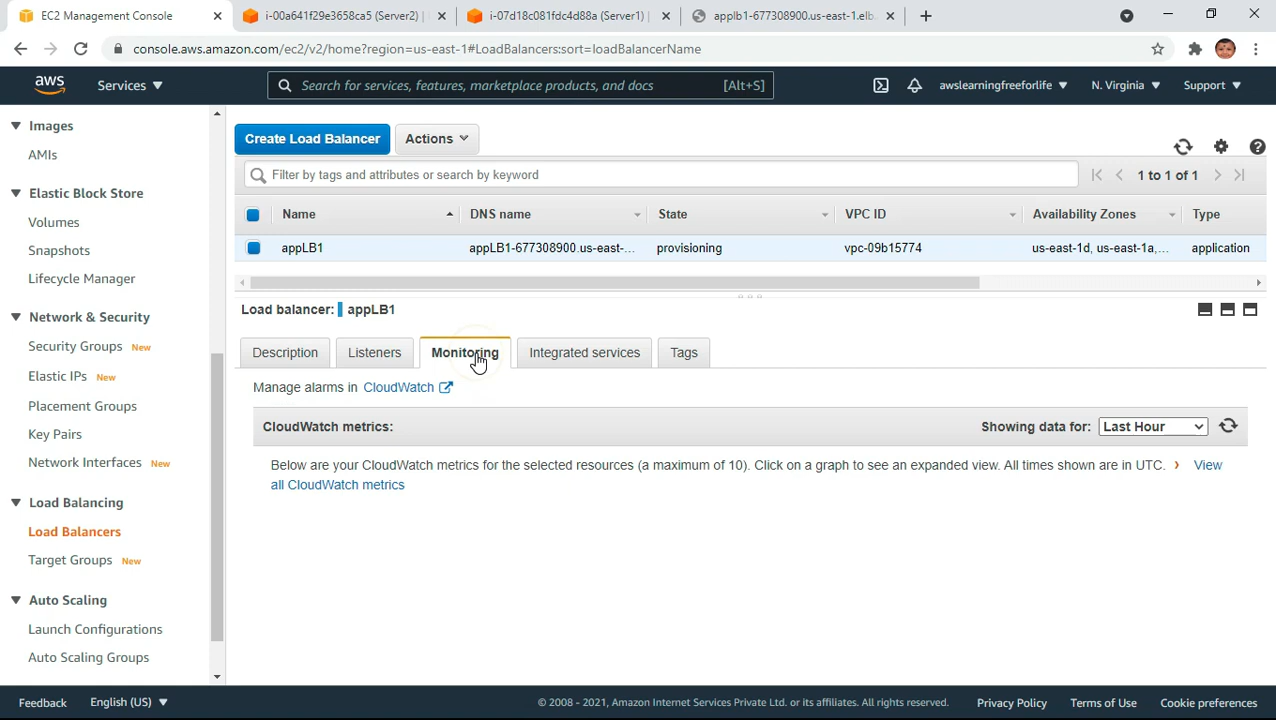 EC2 Management Console
i-00a641f29e3658ca5 (Server2) |
i-07d18c081fdc4d88a (Server1) |
applb1-677308900.us-east-1.elb.
console.aws.amazon.com/ec2/v2/home?region=us-east-1#LoadBalancers:sort=loadBalancerName
aws
Services
Search for services, features, marketplace products, and docs
[Alt+S]
awslearningfreeforlife
N. Virginia
Support
Images
AMIs
Elastic Block Store
Volumes
Snapshots
Lifecycle Manager
Network & Security
Security Groups New
Elastic IPs New
Placement Groups
Key Pairs
Network Interfaces New
Load Balancing
Load Balancers
Target Groups New
Auto Scaling
Launch Configurations
Auto Scaling Groups
Create Load Balancer
Actions
Filter by tags and attributes or search by keyword
1 to 1 of 1
Name DNS name State VPC ID Availability Zones Type
appLB1 appLB1-677308900.us-east-... provisioning vpc-09b15774 us-east-1d, us-east-1a,... application
Load balancer: appLB1
Description Listeners Monitoring Integrated services Tags
Manage alarms in CloudWatch
CloudWatch metrics:
Showing data for: Last Hour
Below are your CloudWatch metrics for the selected resources (a maximum of 10). Click on a graph to see an expanded view. All times shown are in UTC. › View
all CloudWatch metrics
Feedback
English (US)
© 2008 - 2021, Amazon Internet Services Private Ltd. or its affiliates. All rights reserved.
Privacy Policy
Terms of Use
Cookie preferences